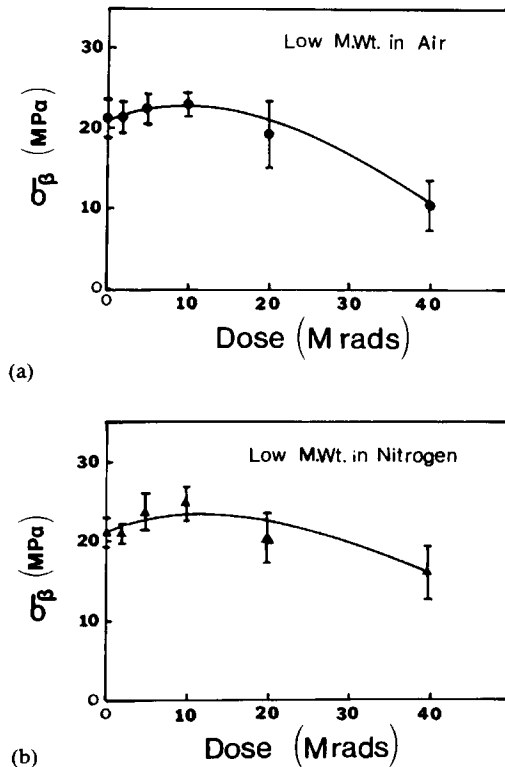 Low M.Wt. in Air
30
20
10
0
σβ (MPa)
0 10 20 30 40
Dose (M rads)
(a)
Low M.Wt. in Nitrogen
30
20
10
0
σβ (MPa)
0 10 20 30 40
Dose (Mrads)
(b)